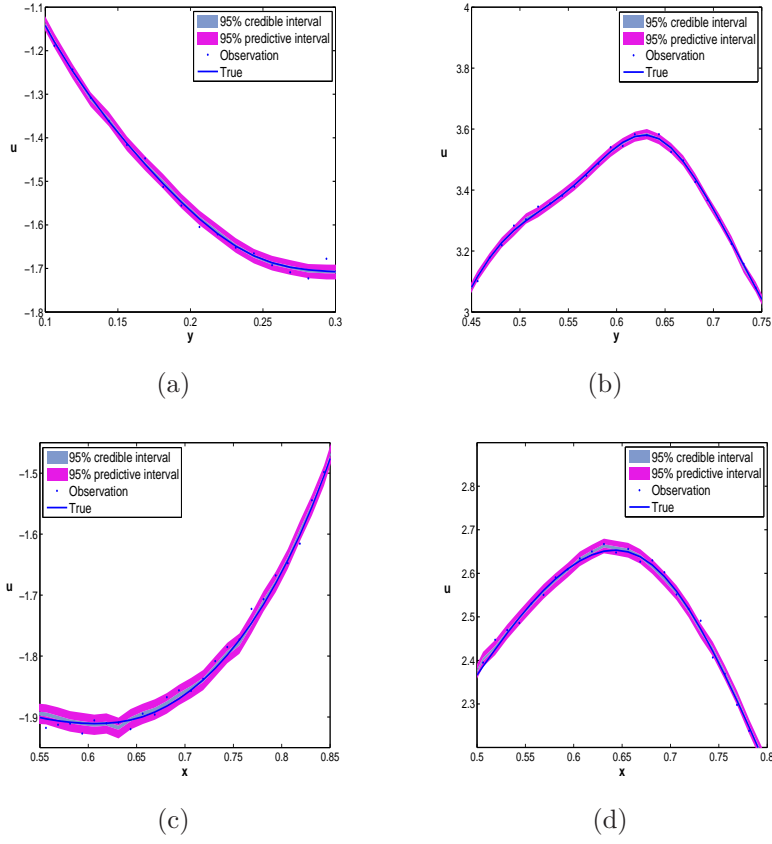 -1.1
-1.2
-1.3
-1.4
-1.5
-1.6
-1.7
-1.8
u
95% credible interval
95% predictive interval
Observation
True
0.1
0.15
0.2
0.25
0.3
y
(a)
4
3.8
3.6
3.4
3.2
3
u
95% credible interval
95% predictive interval
Observation
True
0.45
0.5
0.55
0.6
0.65
0.7
0.75
y
(b)
-1.5
-1.6
-1.7
-1.8
-1.9
u
95% credible interval
95% predictive interval
Observation
True
0.55
0.6
0.65
0.7
0.75
0.8
0.85
x
(c)
2.8
2.7
2.6
2.5
2.4
2.3
u
95% credible interval
95% predictive interval
Observation
True
0.5
0.55
0.6
0.65
0.7
0.75
0.8
x
(d)